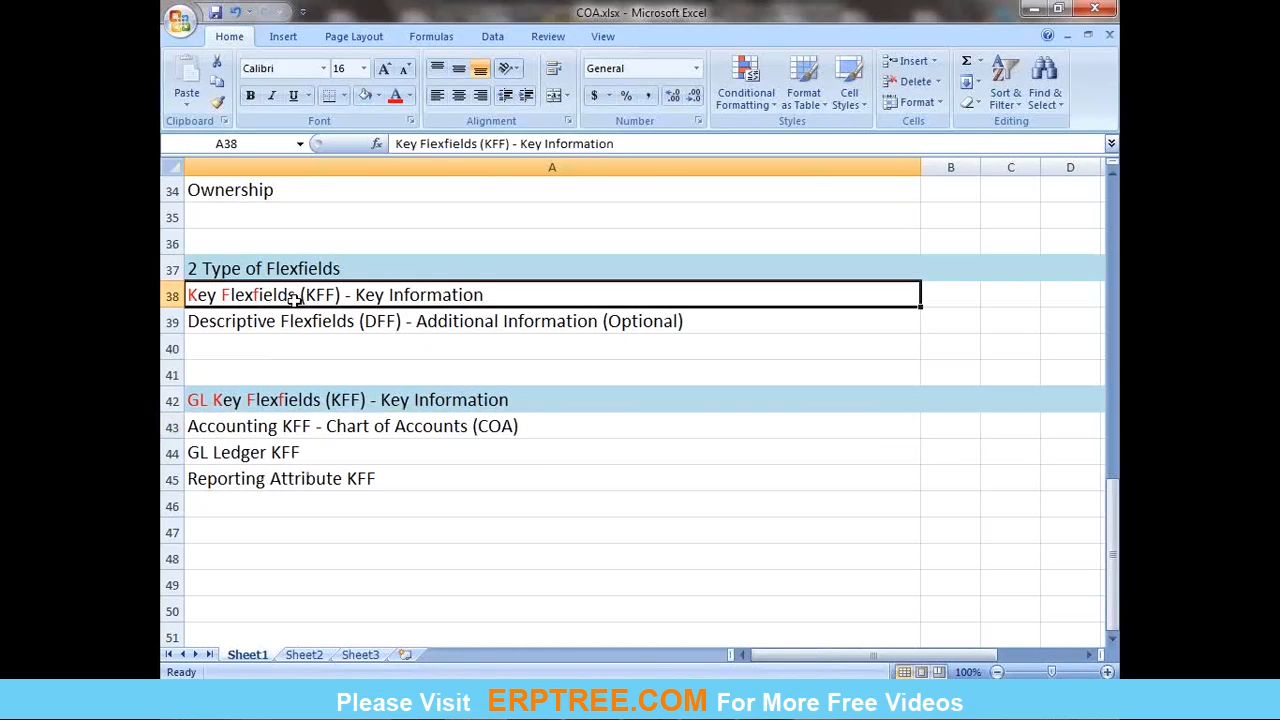 COA.xlsx - Microsoft Excel
Home Insert Page Layout Formulas Data Review View
Paste
Clipboard
Calibri 16
B I U A
Font
Alignment
General
$ % ,
Number
Conditional Formatting
Format as Table
Cell Styles
Styles
Insert
Delete
Format
Cells
Σ
Sort & Filter
Find & Select
Editing
A38 fx Key Flexfields (KFF) - Key Information
A B C D
34 Ownership
35
36
37 2 Type of Flexfields
38 Key Flexfields (KFF) - Key Information
39 Descriptive Flexfields (DFF) - Additional Information (Optional)
40
41
42 GL Key Flexfields (KFF) - Key Information
43 Accounting KFF - Chart of Accounts (COA)
44 GL Ledger KFF
45 Reporting Attribute KFF
46
47
48
49
50
51
Sheet1 Sheet2 Sheet3
Ready 100%
Please Visit ERPTREE.COM For More Free Videos